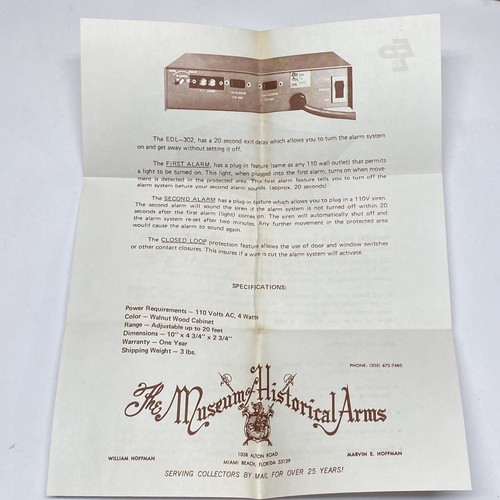 The EDL-302, has a 20 second exit delay which allows you to turn the alarm system
on and get away without setting it off.
The FIRST ALARM, has a plug-in feature (same as any 110 wall outlet) that permits
a light to be turned on. This light, when plugged into the first alarm, turns on when move-
ment is detected in the protected area. This first alarm feature tells you to turn off the
alarm system before your second alarm sounds. (approx. 20 seconds)
The SECOND ALARM has a plug-in feature which allows you to plug in a 110V siren.
The second alarm will sound the siren if the alarm system is not turned off within 20
seconds after the first alarm (light) comes on. The siren will automatically shut off and
the alarm system re-set after two minutes. Any further movement in the protected area
would cause the alarm to sound again.
The CLOSED LOOP protection feature allows the use of door and window switches
or other contact closures. This insures if a wire is cut the alarm system will activate.
SPECIFICATIONS:
Power Requirements — 110 Volts AC, 4 Watts
Color — Walnut Wood Cabinet
Range — Adjustable up to 20 feet
Dimensions — 10" x 4 3/4" x 2 3/4"
Warranty — One Year
Shipping Weight — 3 lbs.
PHONE: (305) 672-7480
The Museum of Historical Arms
1038 ALTON ROAD
WILLIAM HOFFMAN MIAMI BEACH, FLORIDA 33139 MARVIN E. HOFFMAN
SERVING COLLECTORS BY MAIL FOR OVER 25 YEARS!